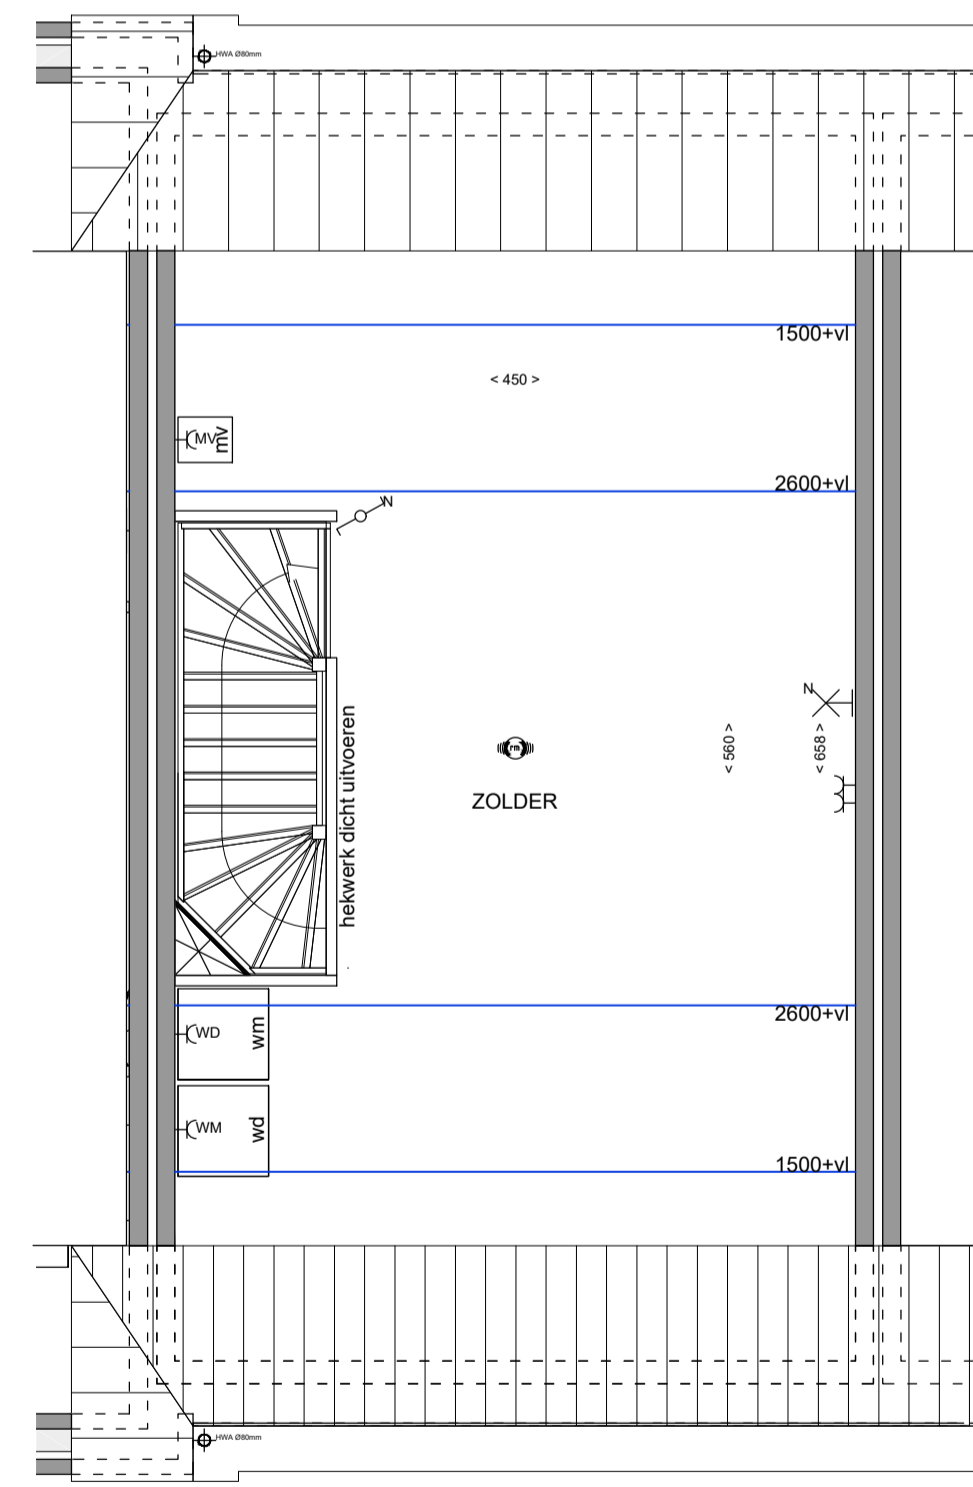 HWA Ø80mm
1500+vl
< 450 >
MV
mv
2600+vl
N
hekwerk dicht uitvoeren
N
< 560 >
< 658 >
rm
ZOLDER
2600+vl
WD
wm
WM
wd
1500+vl
HWA Ø80mm